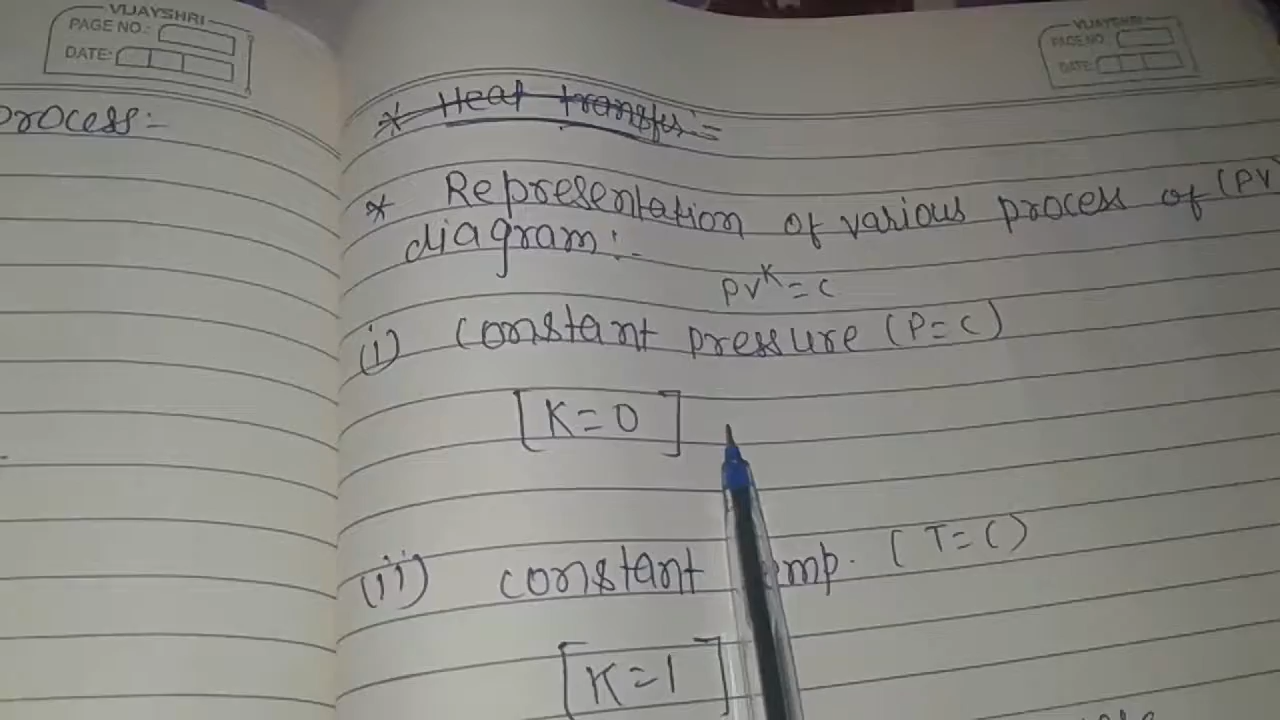 VIJAYSHRI
PAGE NO.:
DATE:
process:-
VIJAYSHRI
PAGE NO.
DATE:
* Heat transfer:-
* Representation of various process of (PV
diagram:-
PV^K = C
(i) constant pressure (P=C)
[K=0]
(ii) constant temp. (T=C)
[K=1]